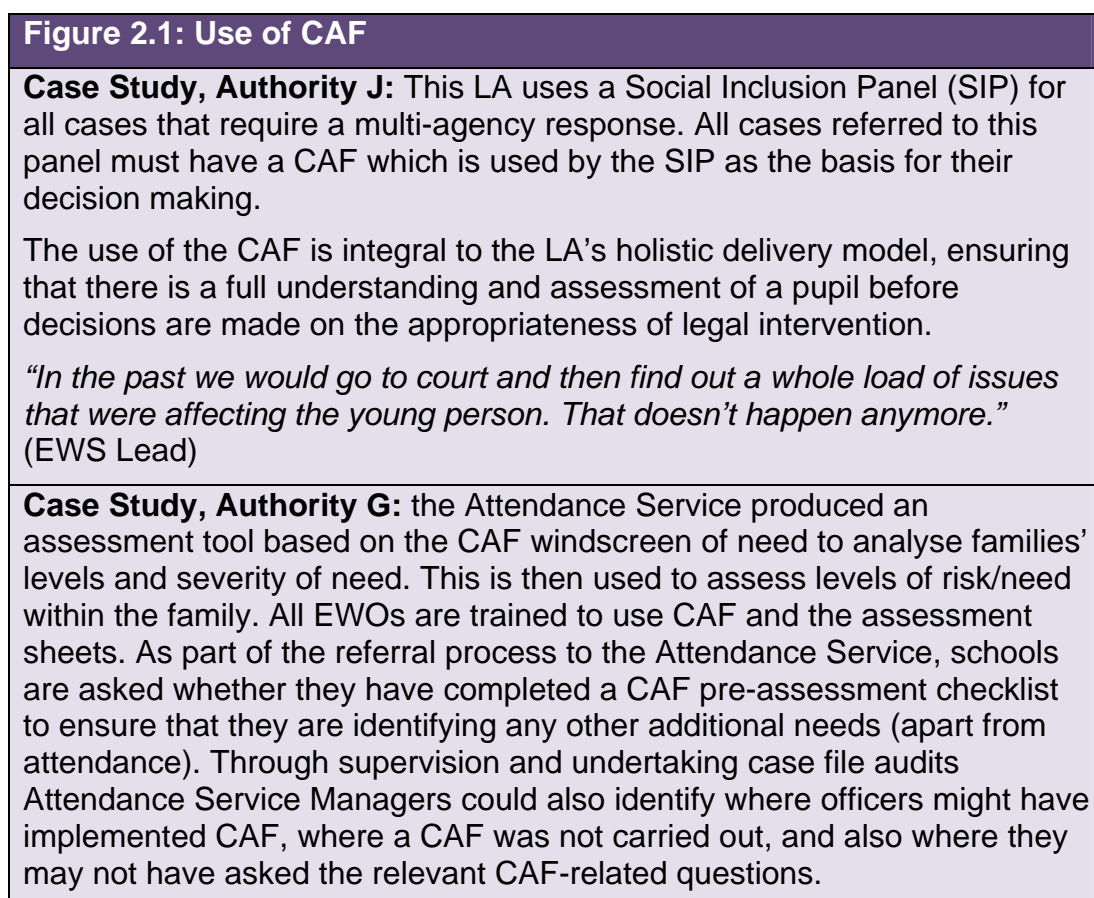 Figure 2.1: Use of CAF
Case Study, Authority J: This LA uses a Social Inclusion Panel (SIP) for
all cases that require a multi-agency response. All cases referred to this
panel must have a CAF which is used by the SIP as the basis for their
decision making.
The use of the CAF is integral to the LA's holistic delivery model, ensuring
that there is a full understanding and assessment of a pupil before
decisions are made on the appropriateness of legal intervention.
“In the past we would go to court and then find out a whole load of issues
that were affecting the young person. That doesn’t happen anymore.”
(EWS Lead)
Case Study, Authority G: the Attendance Service produced an
assessment tool based on the CAF windscreen of need to analyse families’
levels and severity of need. This is then used to assess levels of risk/need
within the family. All EWOs are trained to use CAF and the assessment
sheets. As part of the referral process to the Attendance Service, schools
are asked whether they have completed a CAF pre-assessment checklist
to ensure that they are identifying any other additional needs (apart from
attendance). Through supervision and undertaking case file audits
Attendance Service Managers could also identify where officers might have
implemented CAF, where a CAF was not carried out, and also where they
may not have asked the relevant CAF-related questions.